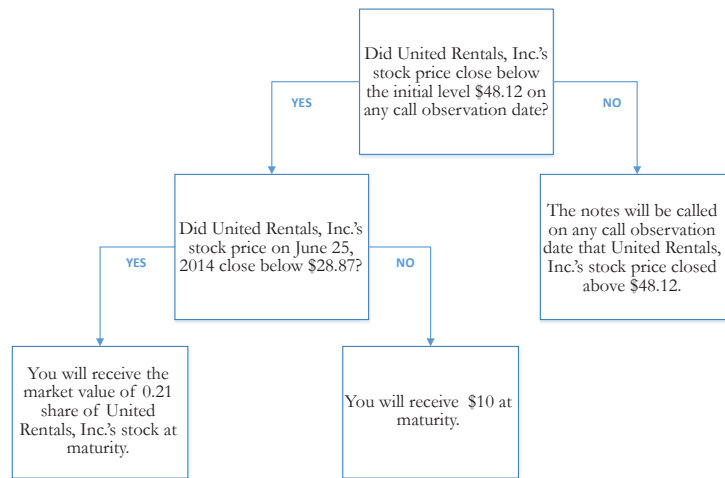 Did United Rentals, Inc.'s
stock price close below
the initial level $48.12 on
any call observation date?
YES
NO
Did United Rentals, Inc.'s
stock price on June 25,
2014 close below $28.87?
The notes will be called
on any call observation
date that United Rentals,
Inc.'s stock price closed
above $48.12.
YES
NO
You will receive the
market value of 0.21
share of United
Rentals, Inc.'s stock at
maturity.
You will receive $10 at
maturity.